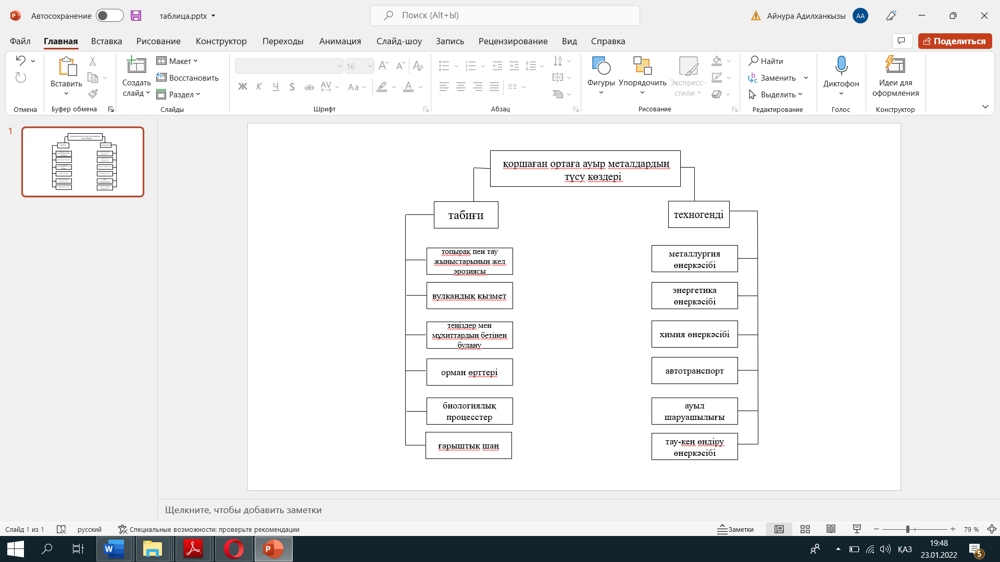 Автосохранение
таблица.pptx
Поиск (Alt+Ы)
Айнура Адилханкызы
АА
Файл Главная Вставка Рисование Конструктор Переходы Анимация Слайд-шоу Запись Рецензирование Вид Справка
Поделиться
Вставить
Создать слайд
Макет
Восстановить
Раздел
16
Ж К Ч S ab AV Aa A
Фигуры
Упорядочить
Экспресс-стили
Найти
Заменить
Выделить
Диктофон
Идеи для оформления
Отмена
Буфер обмена
Слайды
Шрифт
Абзац
Рисование
Редактирование
Голос
Конструктор
1
қоршаған ортаға ауыр металдардың
түсу көздері
табиғи
топырақ пен тау
жыныстарының жел
эрозиясы
вулкандық қызмет
теңіздер мен
мұхиттардың бетінен
булану
орман өрттері
биологиялық
процесстер
ғарыштық шаң
техногенді
металлургия
өнеркәсібі
энергетика
өнеркәсібі
химия өнеркәсібі
автотранспорт
ауыл
шаруашылығы
тау-кең өндіру
өнеркәсібі
Щелкните, чтобы добавить заметки
Слайд 1 из 1
русский
Специальные возможности: проверьте рекомендации
Заметки
79 %
ҚАЗ
19:48
23.01.2022
5